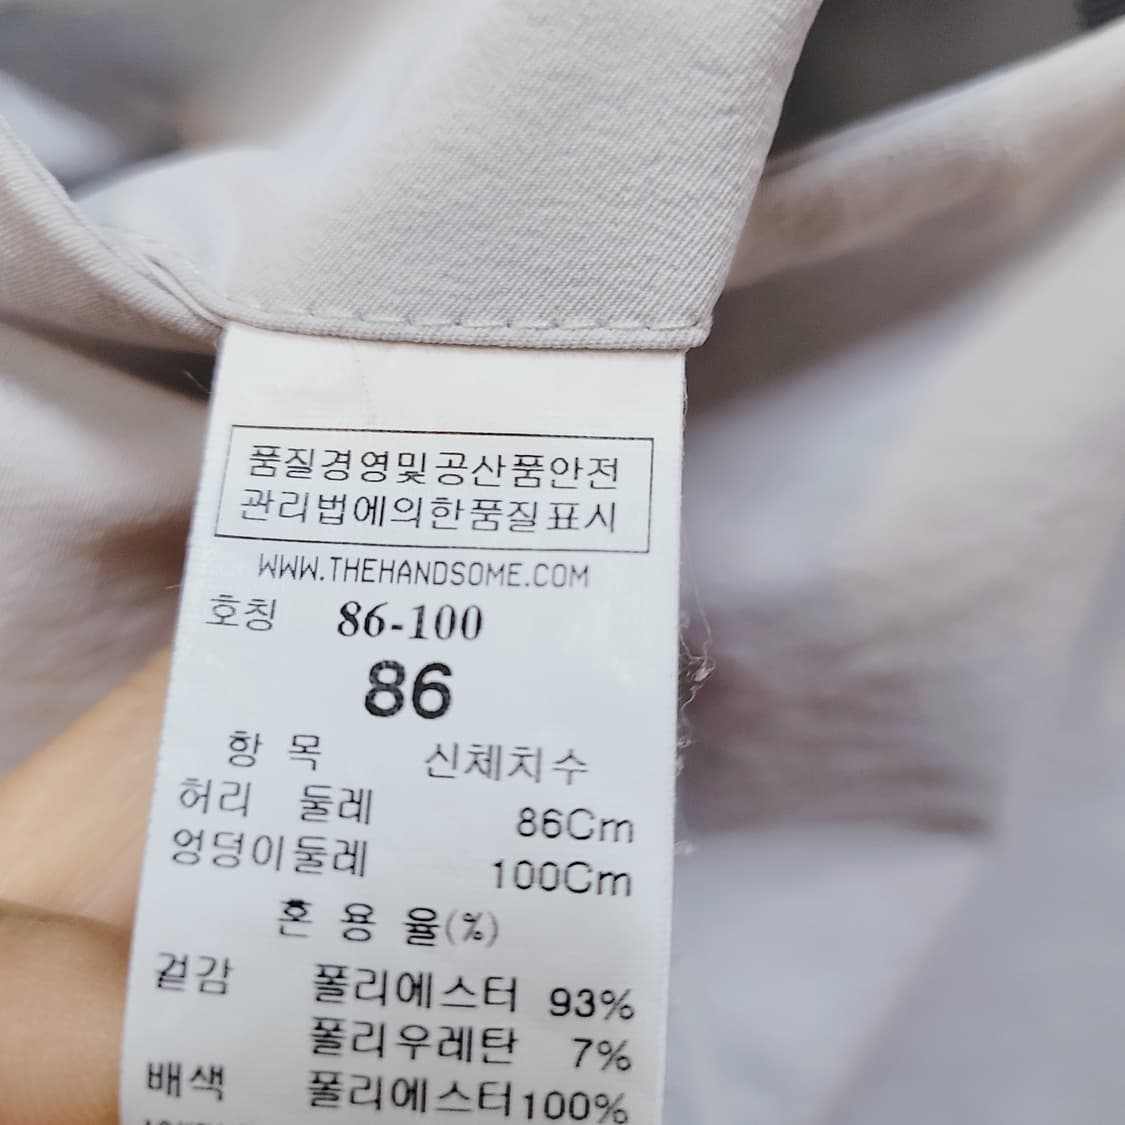 품질경영및공산품안전
관리법에의한품질표시
WWW.THEHANDSOME.COM
호칭 86-100
86
항 목 신체치수
허리 둘레 86Cm
엉덩이둘레 100Cm
혼 용 율(%)
겉감 폴리에스터 93%
폴리우레탄 7%
배색 폴리에스터100%